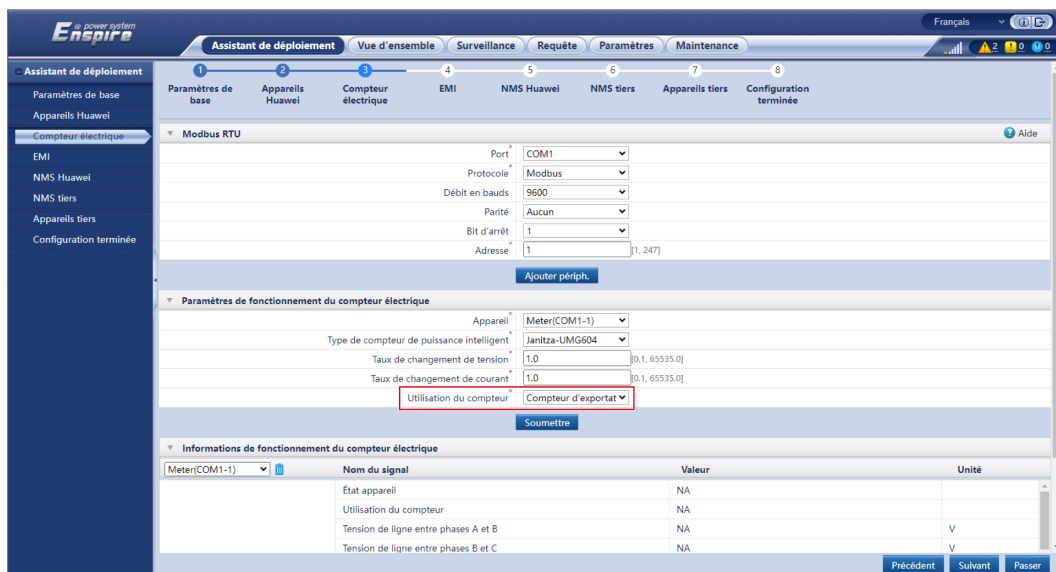 e power system
Enspire
Français
Assistant de déploiement
Vue d'ensemble
Surveillance
Requête
Paramètres
Maintenance
2
0
0
Assistant de déploiement
Paramètres de base
Appareils Huawei
Compteur électrique
EMI
NMS Huawei
NMS tiers
Appareils tiers
Configuration terminée
1
2
3
4
5
6
7
8
Paramètres de
base
Appareils
Huawei
Compteur
électrique
EMI
NMS Huawei
NMS tiers
Appareils tiers
Configuration
terminée
Modbus RTU
Aide
Port * COM1
Protocole * Modbus
Débit en bauds 9600
Parité Aucun
Bit d'arrêt 1
Adresse * 1 [1, 247]
Ajouter périph.
Paramètres de fonctionnement du compteur électrique
Appareil * Meter(COM1-1)
Type de compteur de puissance intelligent * Janitza-UMG604
Taux de changement de tension * 1.0 [0.1, 65535.0]
Taux de changement de courant * 1.0 [0.1, 65535.0]
Utilisation du compteur * Compteur d'exportat
Soumettre
Informations de fonctionnement du compteur électrique
Meter(COM1-1) Nom du signal Valeur Unité
État appareil NA
Utilisation du compteur NA
Tension de ligne entre phases A et B NA V
Tension de ligne entre phases B et C NA V
Précédent Suivant Passer